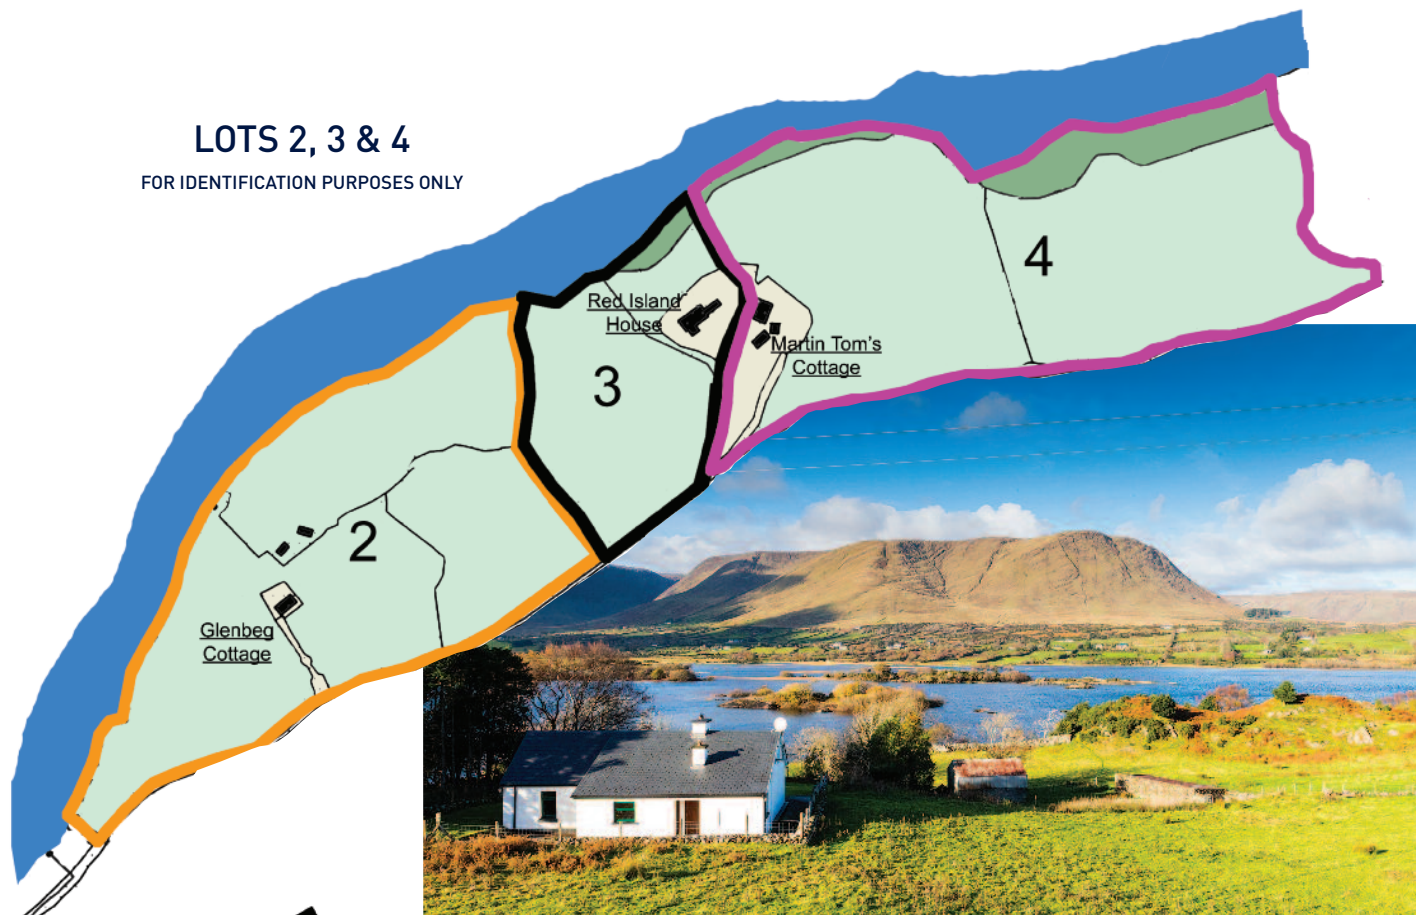 LOTS 2, 3 & 4
FOR IDENTIFICATION PURPOSES ONLY
4
Red Island
House
Martin Tom's
Cottage
3
2
Glenbeg
Cottage